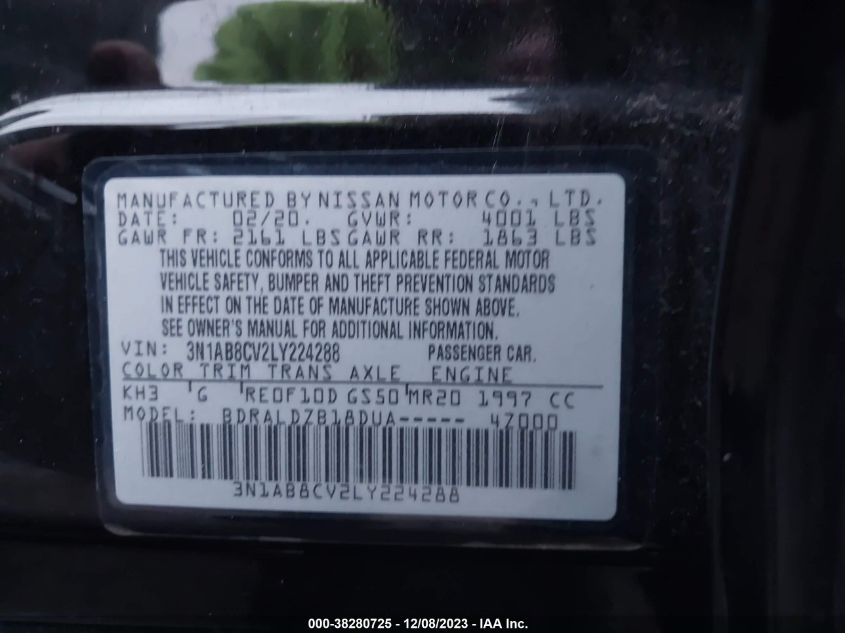 MANUFACTURED BY NISSAN MOTOR CO., LTD.
DATE: 02/20. GVWR: 4001 LBS
GAWR FR: 2161 LBS GAWR RR: 1863 LBS
THIS VEHICLE CONFORMS TO ALL APPLICABLE FEDERAL MOTOR
VEHICLE SAFETY, BUMPER AND THEFT PREVENTION STANDARDS
IN EFFECT ON THE DATE OF MANUFACTURE SHOWN ABOVE.
SEE OWNER'S MANUAL FOR ADDITIONAL INFORMATION.
VIN: 3N1AB8CV2LY224288 PASSENGER CAR.
COLOR TRIM TRANS AXLE ENGINE
KH3 G RE0F10D GS50 MR20 1997 CC
MODEL: BDRALDZB18DUA----- 47000
3N1AB8CV2LY224288
000-38280725 - 12/08/2023 - IAA Inc.